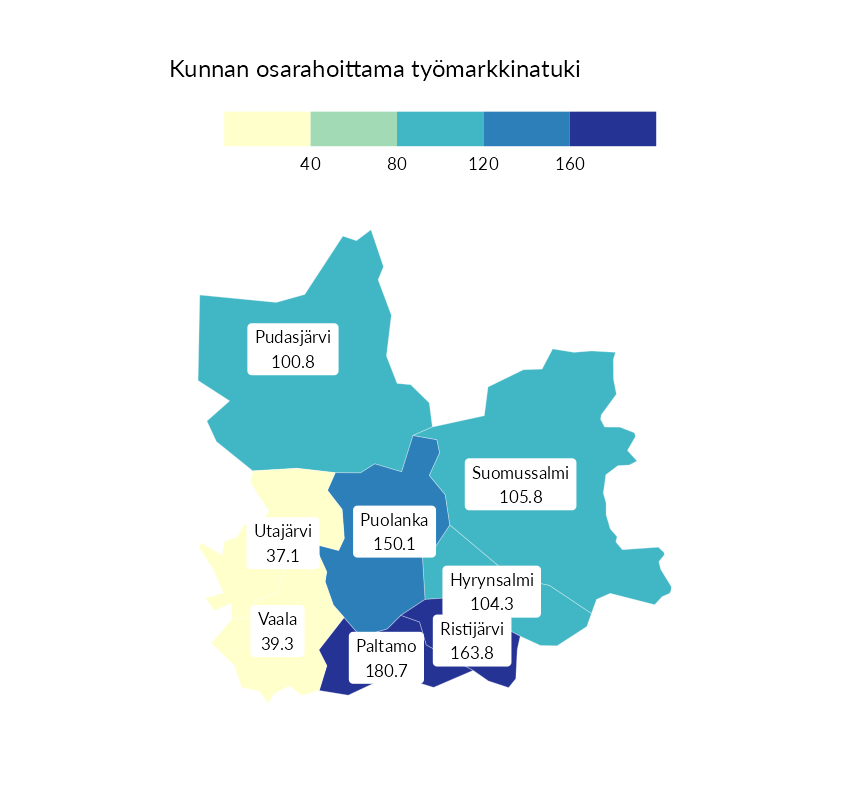 Kunnan osarahoittama työmarkkinatuki
40 80 120 160
Pudasjärvi
100.8
Suomussalmi
105.8
Puolanka
150.1
Utajärvi
37.1
Hyrynsalmi
104.3
Vaala
39.3
Ristijärvi
163.8
Paltamo
180.7